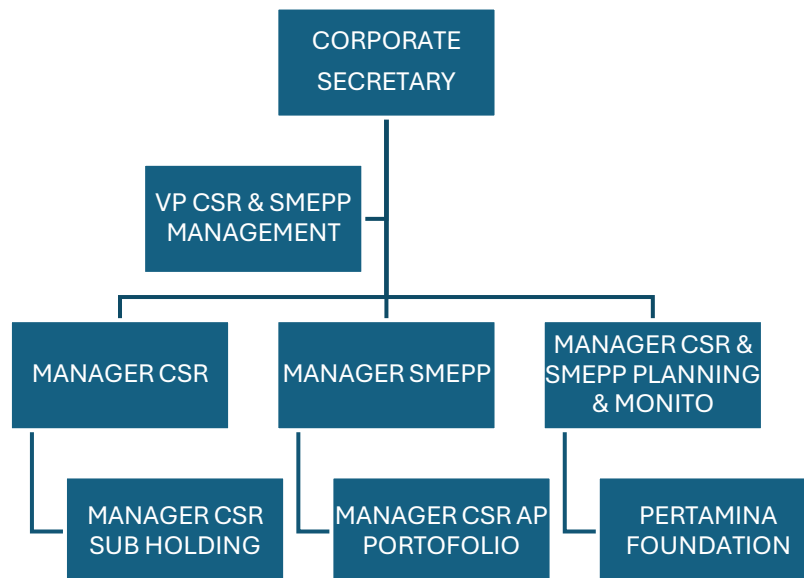 CORPORATE
SECRETARY
VP CSR & SMEPP
MANAGEMENT
MANAGER CSR
MANAGER SMEPP
MANAGER CSR &
SMEPP PLANNING
& MONITO
MANAGER CSR
SUB HOLDING
MANAGER CSR AP
PORTOFOLIO
PERTAMINA
FOUNDATION